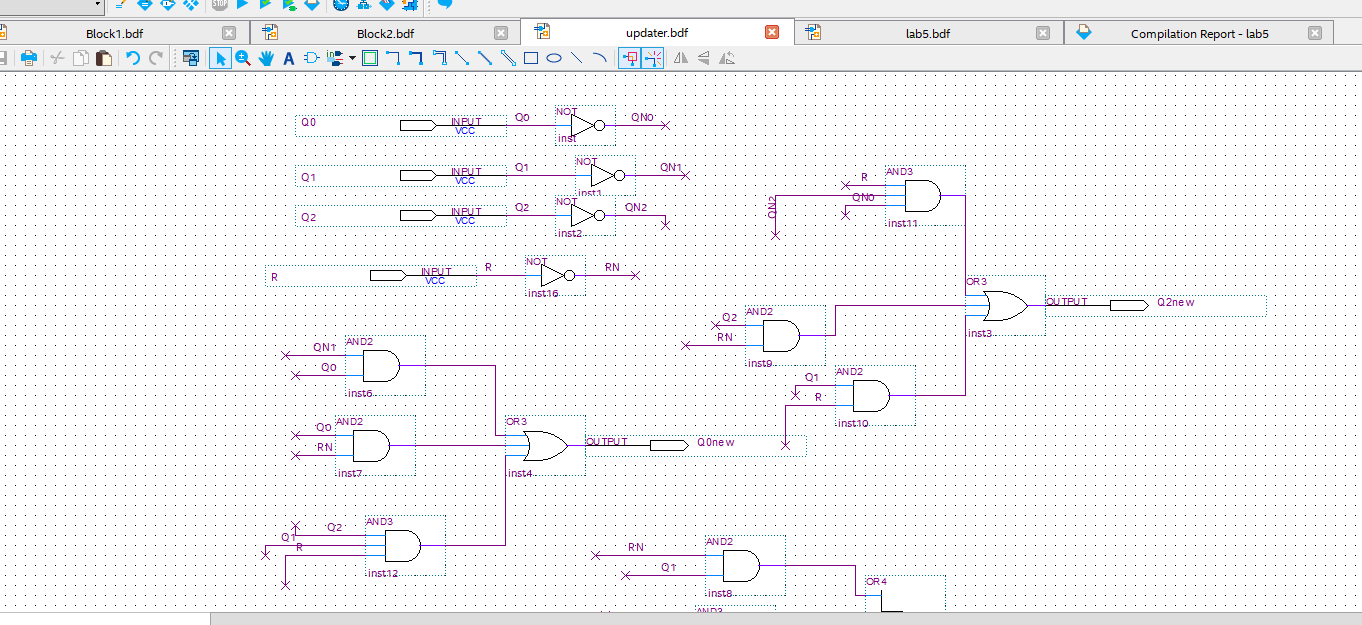 STOP
Block1.bdf
Block2.bdf
updater.bdf
lab5.bdf
Compilation Report - lab5
A
Q0
INPUT
VCC
Q0
NOT
inst
QN0
Q1
INPUT
VCC
Q1
NOT
inst1
QN1
Q2
INPUT
VCC
Q2
NOT
inst2
QN2
R
INPUT
VCC
R
NOT
inst16
RN
R
QN2
QN0
AND3
inst11
OR3
inst3
OUTPUT
Q2new
Q2
RN
AND2
inst9
Q1
R
AND2
inst10
QN1
Q0
AND2
inst6
Q0
RN
AND2
inst7
OR3
inst4
OUTPUT
Q0new
Q2
Q1
R
AND3
inst12
RN
Q1
AND2
inst8
OR4
AND3